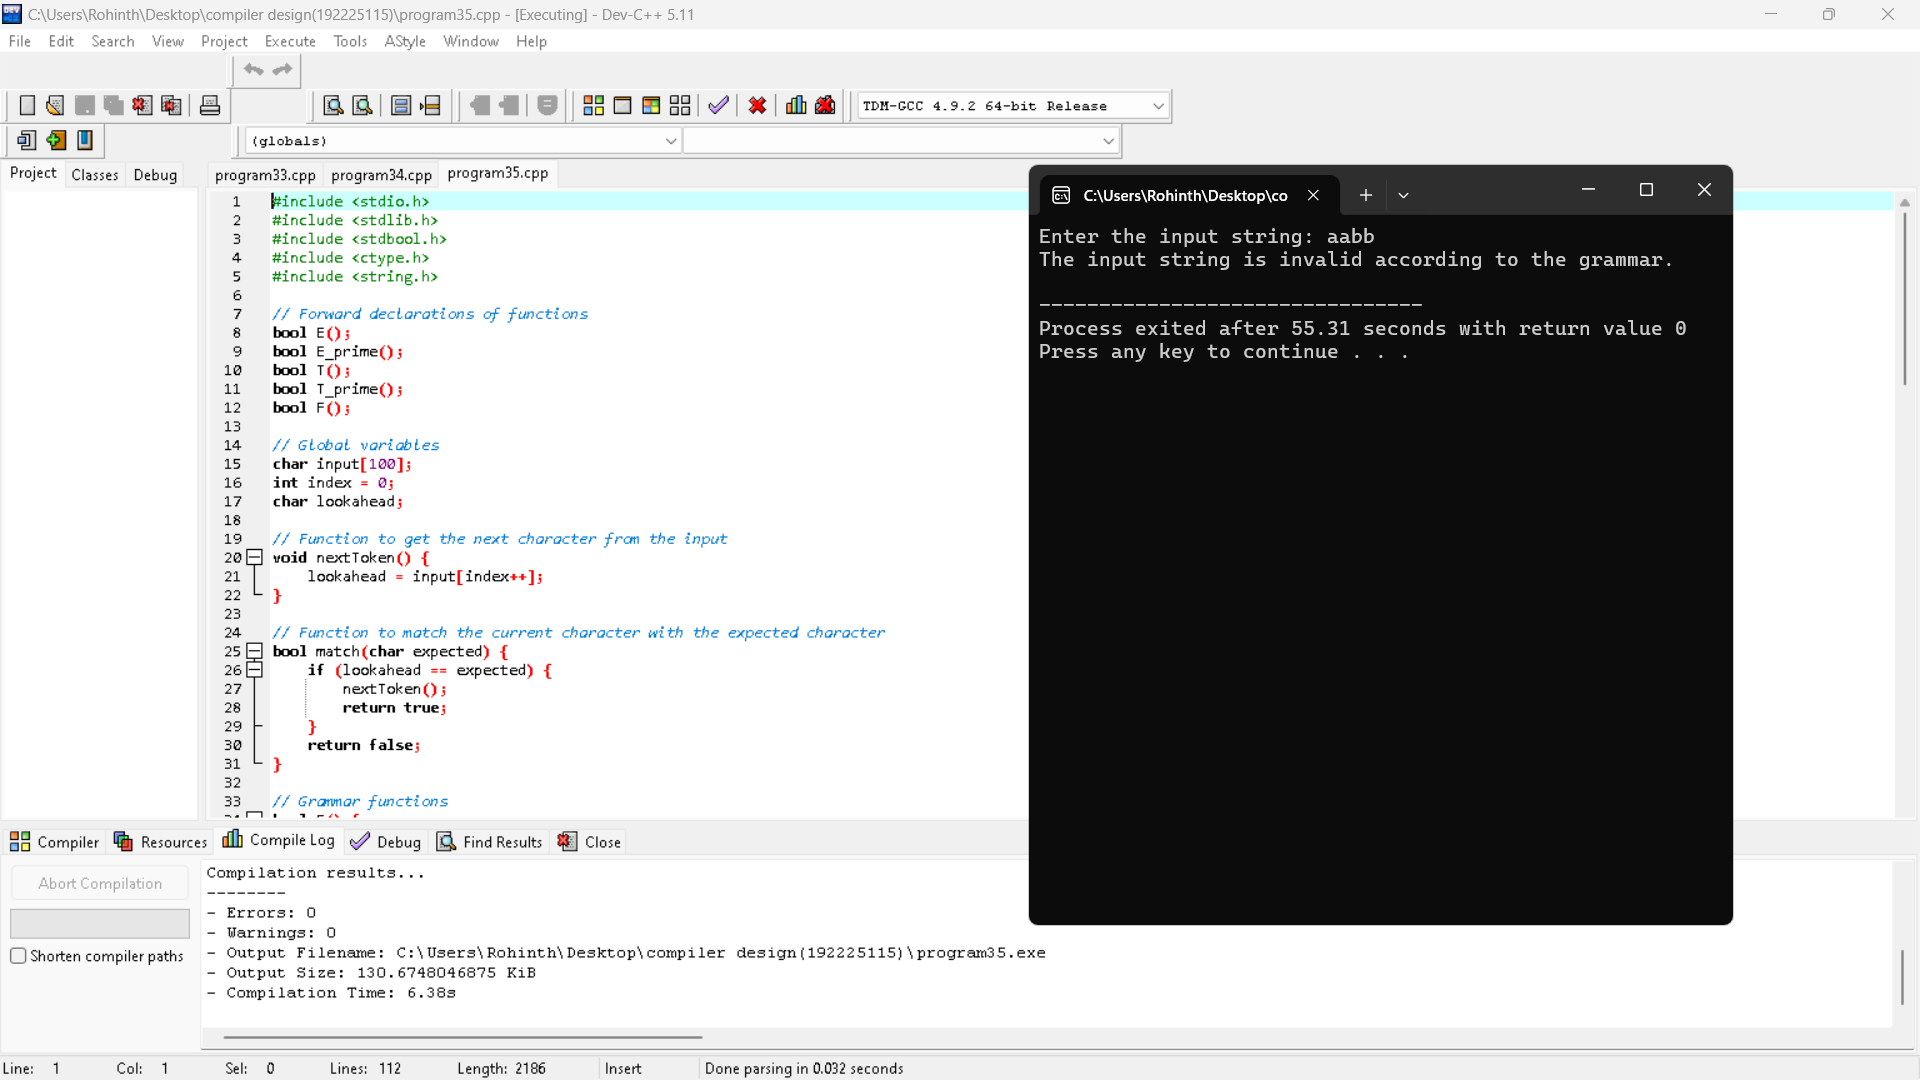 C:\Users\Rohinth\Desktop\compiler design(192225115)\program35.cpp - [Executing] - Dev-C++ 5.11
File Edit Search View Project Execute Tools AStyle Window Help
TDM-GCC 4.9.2 64-bit Release
(globals)
Project Classes Debug
program33.cpp program34.cpp program35.cpp
1 #include <stdio.h>
2 #include <stdlib.h>
3 #include <stdbool.h>
4 #include <ctype.h>
5 #include <string.h>
6
7 // Forward declarations of functions
8 bool E();
9 bool E_prime();
10 bool T();
11 bool T_prime();
12 bool F();
13
14 // Global variables
15 char input[100];
16 int index = 0;
17 char lookahead;
18
19 // Function to get the next character from the input
20 void nextToken() {
21 lookahead = input[index++];
22 }
23
24 // Function to match the current character with the expected character
25 bool match(char expected) {
26 if (lookahead == expected) {
27 nextToken();
28 return true;
29 }
30 return false;
31 }
32
33 // Grammar functions
C:\Users\Rohinth\Desktop\co
Enter the input string: aabb
The input string is invalid according to the grammar.
--------------------------------
Process exited after 55.31 seconds with return value 0
Press any key to continue . . .
Compiler Resources Compile Log Debug Find Results Close
Abort Compilation
Shorten compiler paths
Compilation results...
--------
- Errors: 0
- Warnings: 0
- Output Filename: C:\Users\Rohinth\Desktop\compiler design(192225115)\program35.exe
- Output Size: 130.6748046875 KiB
- Compilation Time: 6.38s
Line: 1 Col: 1 Sel: 0 Lines: 112 Length: 2186 Insert Done parsing in 0.032 seconds